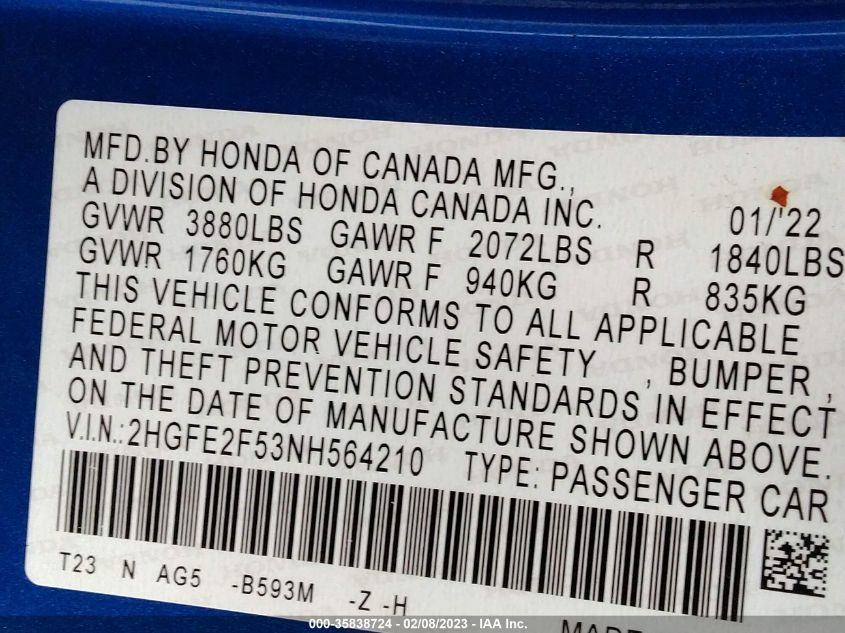 MFD.BY HONDA OF CANADA MFG.,
A DIVISION OF HONDA CANADA INC. 01/'22
GVWR 3880LBS GAWR F 2072LBS R 1840LBS
GVWR 1760KG GAWR F 940KG R 835KG
THIS VEHICLE CONFORMS TO ALL APPLICABLE
FEDERAL MOTOR VEHICLE SAFETY , BUMPER ,
AND THEFT PREVENTION STANDARDS IN EFFECT
ON THE DATE OF MANUFACTURE SHOWN ABOVE.
V.I.N.:2HGFE2F53NH564210 TYPE: PASSENGER CAR
T23 N AG5 -B593M -Z -H
000-35838724 - 02/08/2023 - IAA Inc.